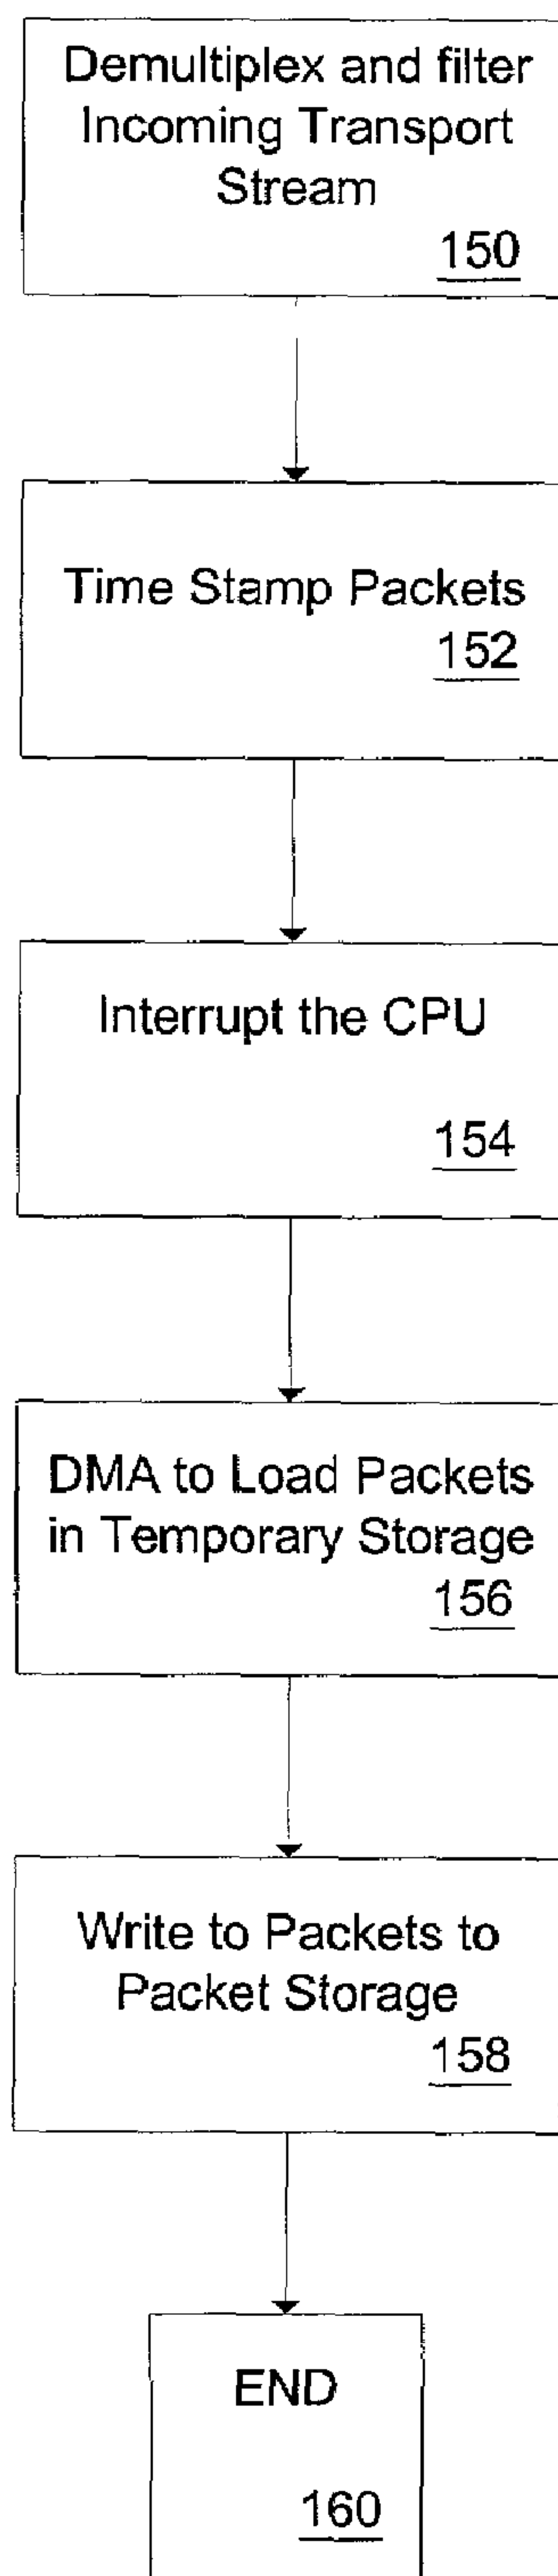 Demultiplex and filter
Incoming Transport
Stream
150
Time Stamp Packets
152
Interrupt the CPU
154
DMA to Load Packets
in Temporary Storage
156
Write to Packets to
Packet Storage
158
END
160